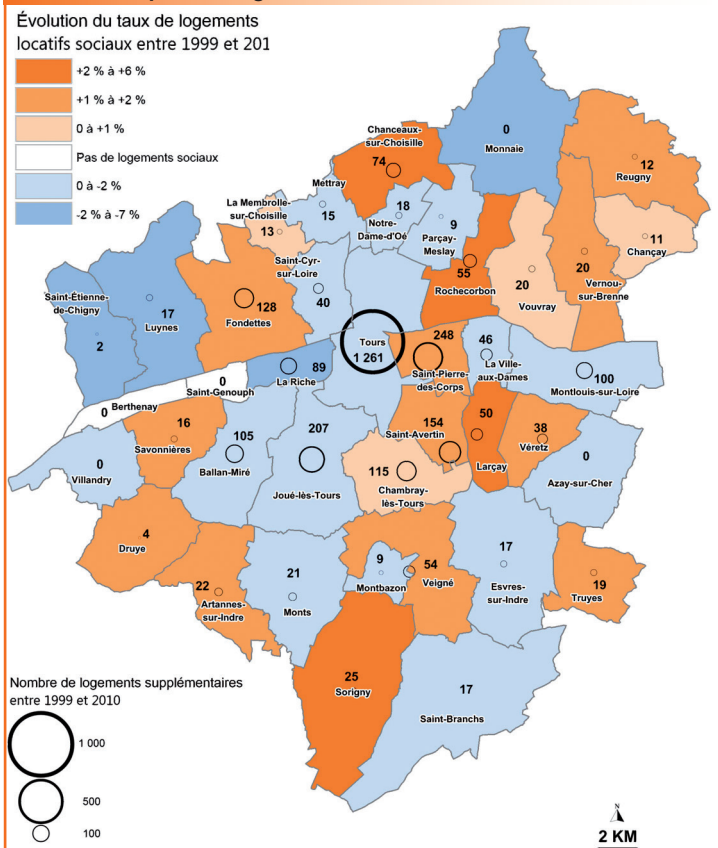 Évolution du taux de logements
locatifs sociaux entre 1999 et 201
+2 % à +6 %
+1 % à +2 %
0 à +1 %
Pas de logements sociaux
0 à -2 %
-2 % à -7 %
0
Monnaie
Chanceaux-
sur-Choisille
74
12
Reugny
Mettray
15
18
Notre-
Dame-d'Oé
9
Parçay-
Meslay
La Membrolle-
sur-Choisille
13
11
Chançay
Saint-Cyr-
sur-Loire
40
55
Rochecorbon
20
Vouvray
20
Vernou-
sur-Brenne
Saint-Étienne-
de-Chigny
2
17
Luynes
128
Fondettes
Tours
1 261
248
Saint-Pierre-
des-Corps
46
La Ville-
aux-Dames
100
Montlouis-sur-Loire
0
Saint-Genouph
89
La Riche
Berthenay
0
16
Savonnières
105
Ballan-Miré
207
Joué-lès-Tours
154
Saint-Avertin
50
Larçay
38
Véretz
0
Azay-sur-Cher
0
Villandry
115
Chambray-
lès-Tours
4
Druye
22
Artannes-
sur-Indre
21
Monts
9
Montbazon
54
Veigné
17
Esvres-
sur-Indre
19
Truyes
25
Sorigny
17
Saint-Branchs
Nombre de logements supplémentaires
entre 1999 et 2010
1 000
500
100
N
2 KM